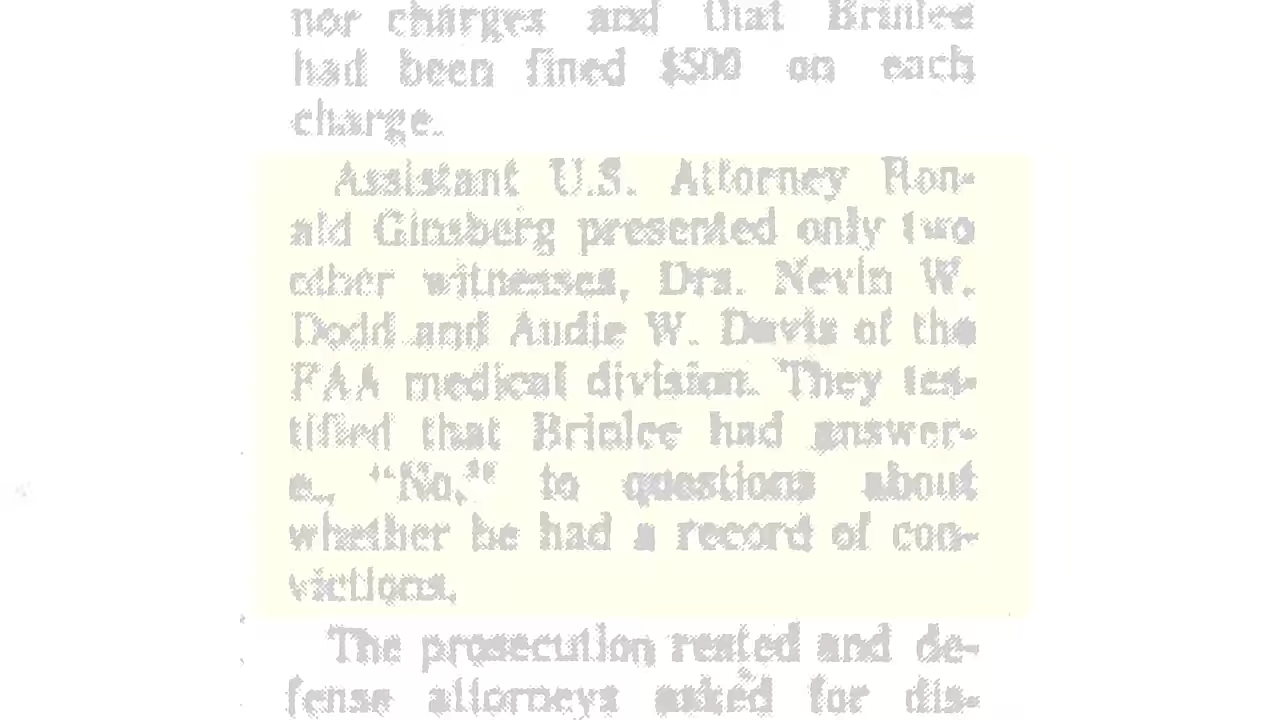 nor charges and that Brinlee
had been fined $500 on each
charge.
Assistant U.S. Attorney Ron-
ald Ginsburg presented only two
other witnesses, Drs. Nevin W.
Dodd and Audie W. Davis of the
FAA medical division. They tes-
tified that Brinlee had answer-
e., "No," to questions about
whether he had a record of con-
victions.
The prosecution rested and de-
fense attorneys asked for dis-